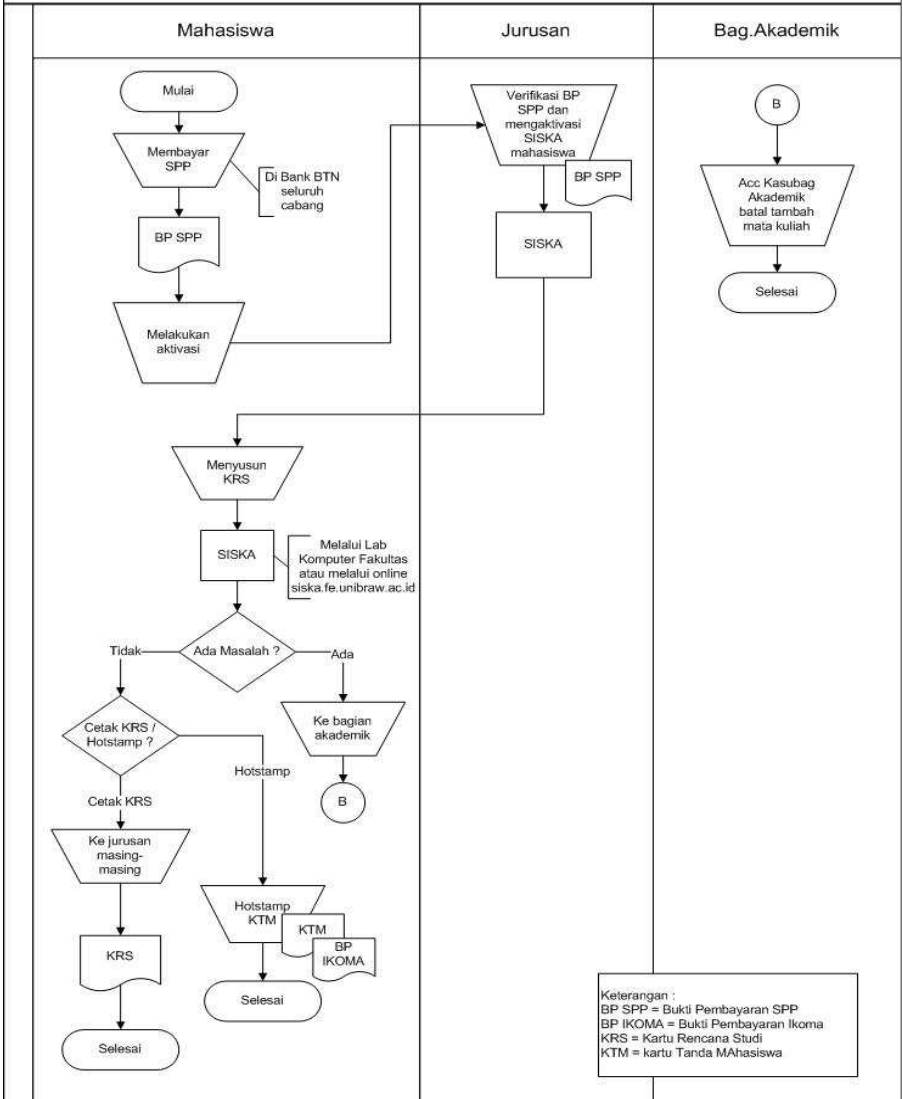 Mahasiswa
Jurusan
Bag.Akademik
Mulai
Membayar
SPP
Di Bank BTN
seluruh
cabang
BP SPP
Melakukan
aktivasi
Verifikasi BP
SPP dan
mengaktivasi
SISKA
mahasiswa
BP SPP
SISKA
B
Acc Kasubag
Akademik
batal tambah
mata kuliah
Selesai
Menyusun
KRS
SISKA
Melalui Lab
Komputer Fakultas
atau melalui online
siska.fe.unibraw.ac.id
Ada Masalah ?
Tidak
Ada
Cetak KRS /
Hotstamp ?
Ke bagian
akademik
B
Hotstamp
Cetak KRS
Ke jurusan
masing-
masing
KRS
Selesai
Hotstamp
KTM
KTM
BP
IKOMA
Selesai
Keterangan :
BP SPP = Bukti Pembayaran SPP
BP IKOMA = Bukti Pembayaran Ikoma
KRS = Kartu Rencana Studi
KTM = kartu Tanda MAhasiswa